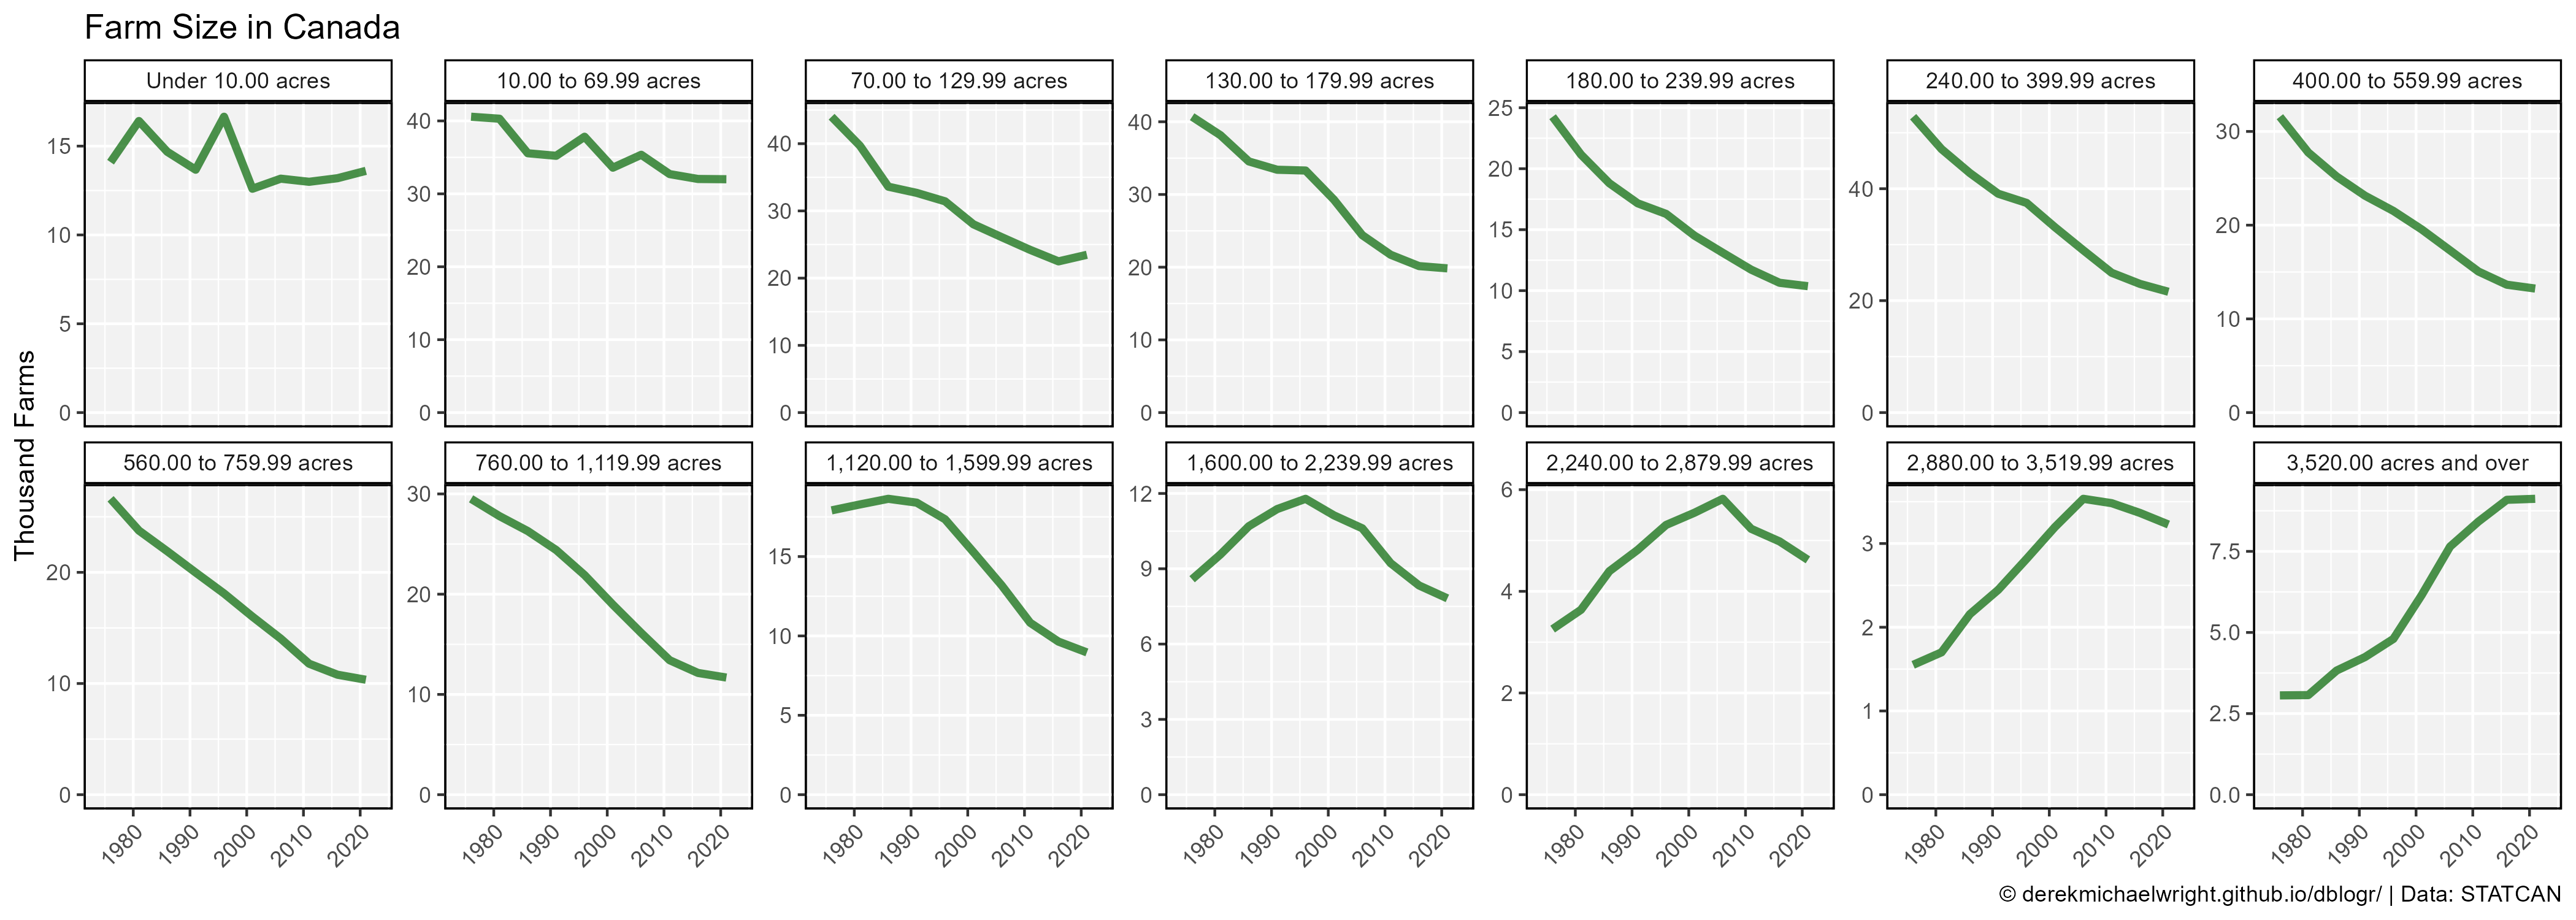 Farm Size in Canada
Thousand Farms
Under 10.00 acres
15
10
5
0
10.00 to 69.99 acres
40
30
20
10
0
70.00 to 129.99 acres
40
30
20
10
0
130.00 to 179.99 acres
40
30
20
10
0
180.00 to 239.99 acres
25
20
15
10
5
0
240.00 to 399.99 acres
40
20
0
400.00 to 559.99 acres
30
20
10
0
560.00 to 759.99 acres
20
10
0
1980 1990 2000 2010 2020
760.00 to 1,119.99 acres
30
20
10
0
1980 1990 2000 2010 2020
1,120.00 to 1,599.99 acres
15
10
5
0
1980 1990 2000 2010 2020
1,600.00 to 2,239.99 acres
12
9
6
3
0
1980 1990 2000 2010 2020
2,240.00 to 2,879.99 acres
6
4
2
0
1980 1990 2000 2010 2020
2,880.00 to 3,519.99 acres
3
2
1
0
1980 1990 2000 2010 2020
3,520.00 acres and over
7.5
5.0
2.5
0.0
1980 1990 2000 2010 2020
© derekmichaelwright.github.io/dblogr/ | Data: STATCAN